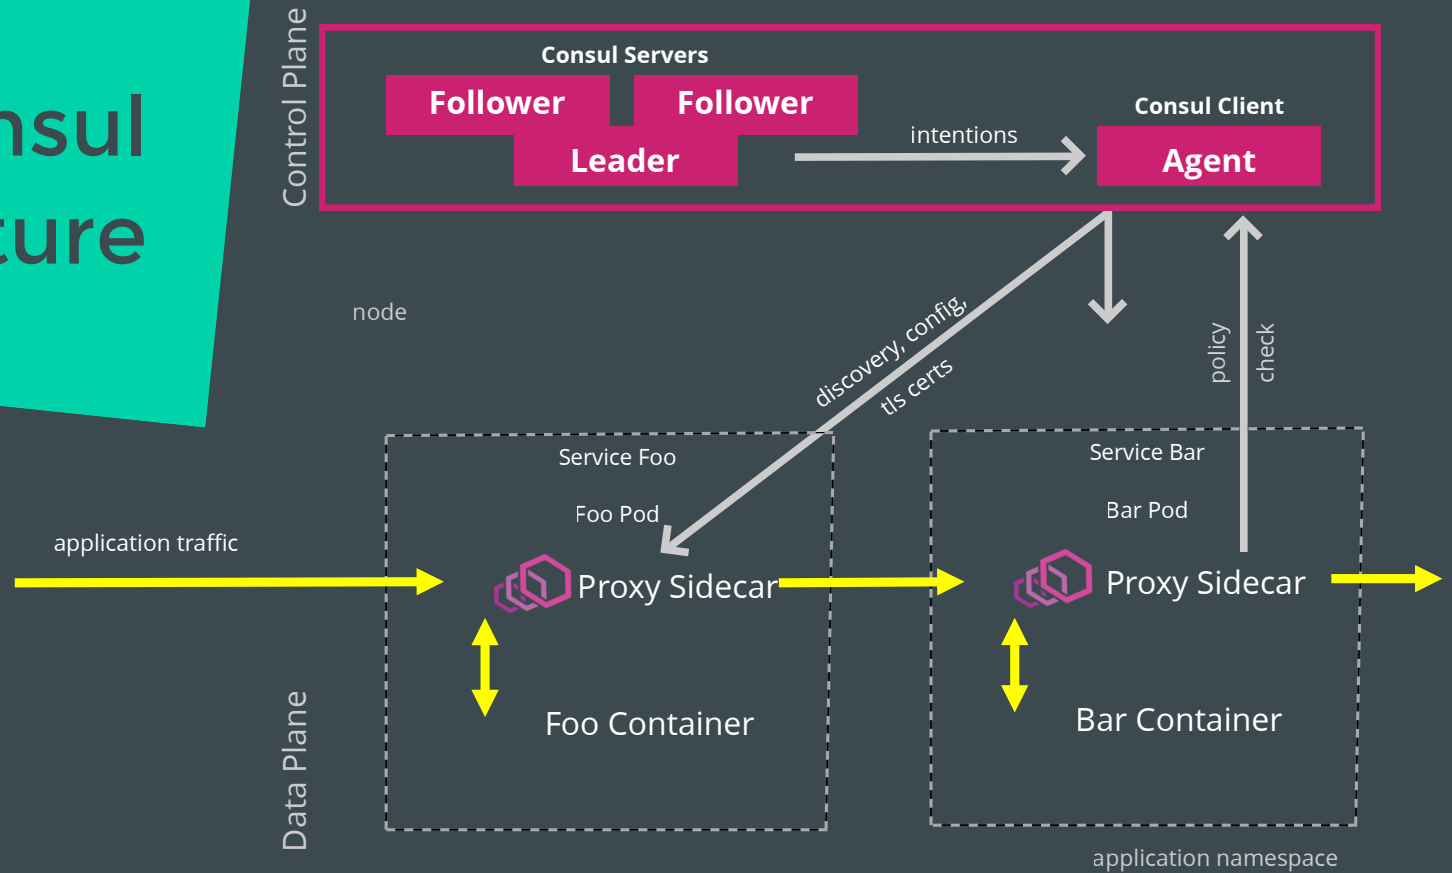 nsul
ture
Control Plane
Consul Servers
Follower
Follower
Leader
intentions
Consul Client
Agent
node
discovery, config,
tls certs
policy
check
Service Foo
Foo Pod
Proxy Sidecar
Foo Container
Service Bar
Bar Pod
Proxy Sidecar
Bar Container
application traffic
Data Plane
application namespace